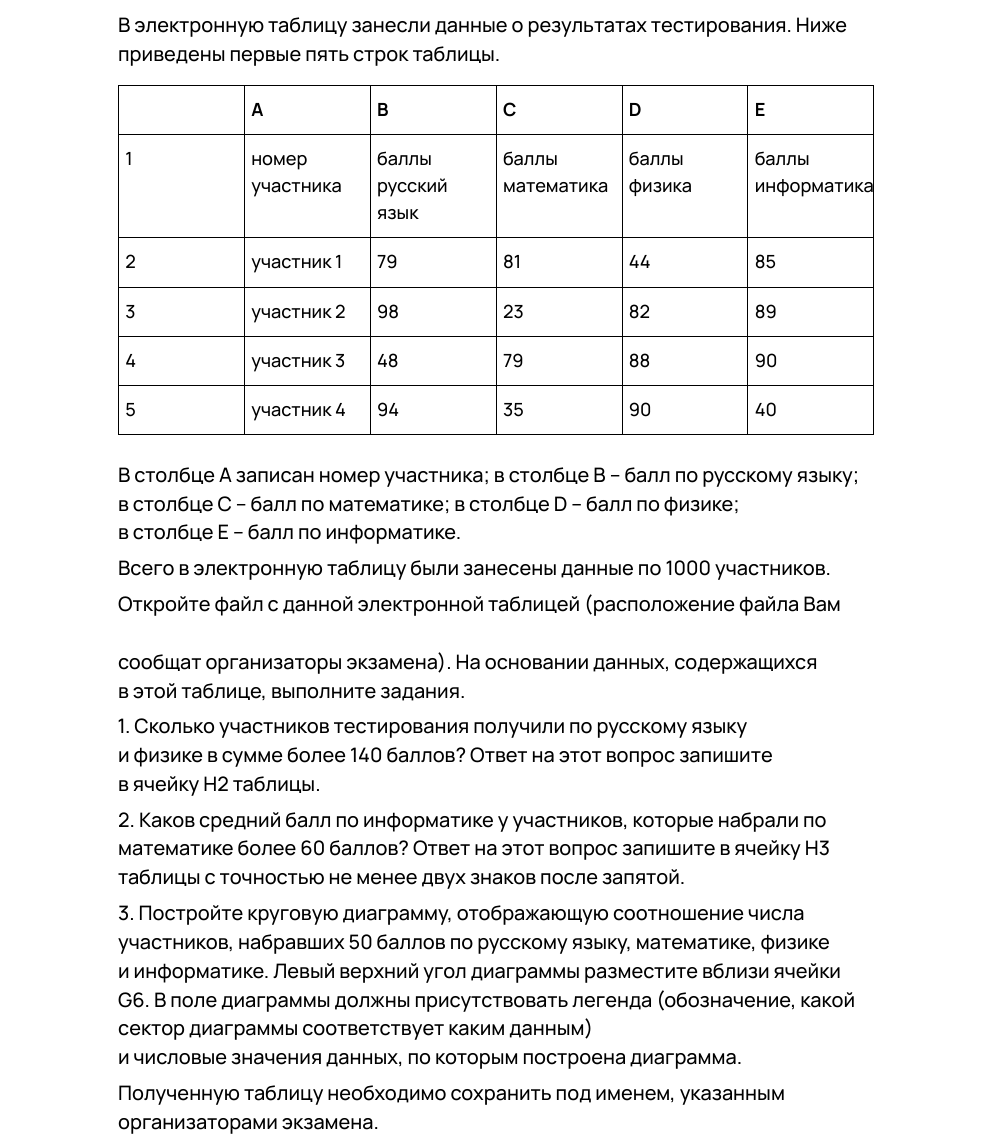 В электронную таблицу занесли данные о результатах тестирования. Ниже
приведены первые пять строк таблицы.
A B C D E
1 номер участника баллы русский язык баллы математика баллы физика баллы информатика
2 участник 1 79 81 44 85
3 участник 2 98 23 82 89
4 участник 3 48 79 88 90
5 участник 4 94 35 90 40
В столбце A записан номер участника; в столбце B – балл по русскому языку;
в столбце C – балл по математике; в столбце D – балл по физике;
в столбце E – балл по информатике.
Всего в электронную таблицу были занесены данные по 1000 участников.
Откройте файл с данной электронной таблицей (расположение файла Вам
сообщат организаторы экзамена). На основании данных, содержащихся
в этой таблице, выполните задания.
1. Сколько участников тестирования получили по русскому языку
и физике в сумме более 140 баллов? Ответ на этот вопрос запишите
в ячейку H2 таблицы.
2. Каков средний балл по информатике у участников, которые набрали по
математике более 60 баллов? Ответ на этот вопрос запишите в ячейку H3
таблицы с точностью не менее двух знаков после запятой.
3. Постройте круговую диаграмму, отображающую соотношение числа
участников, набравших 50 баллов по русскому языку, математике, физике
и информатике. Левый верхний угол диаграммы разместите вблизи ячейки
G6. В поле диаграммы должны присутствовать легенда (обозначение, какой
сектор диаграммы соответствует каким данным)
и числовые значения данных, по которым построена диаграмма.
Полученную таблицу необходимо сохранить под именем, указанным
организаторами экзамена.